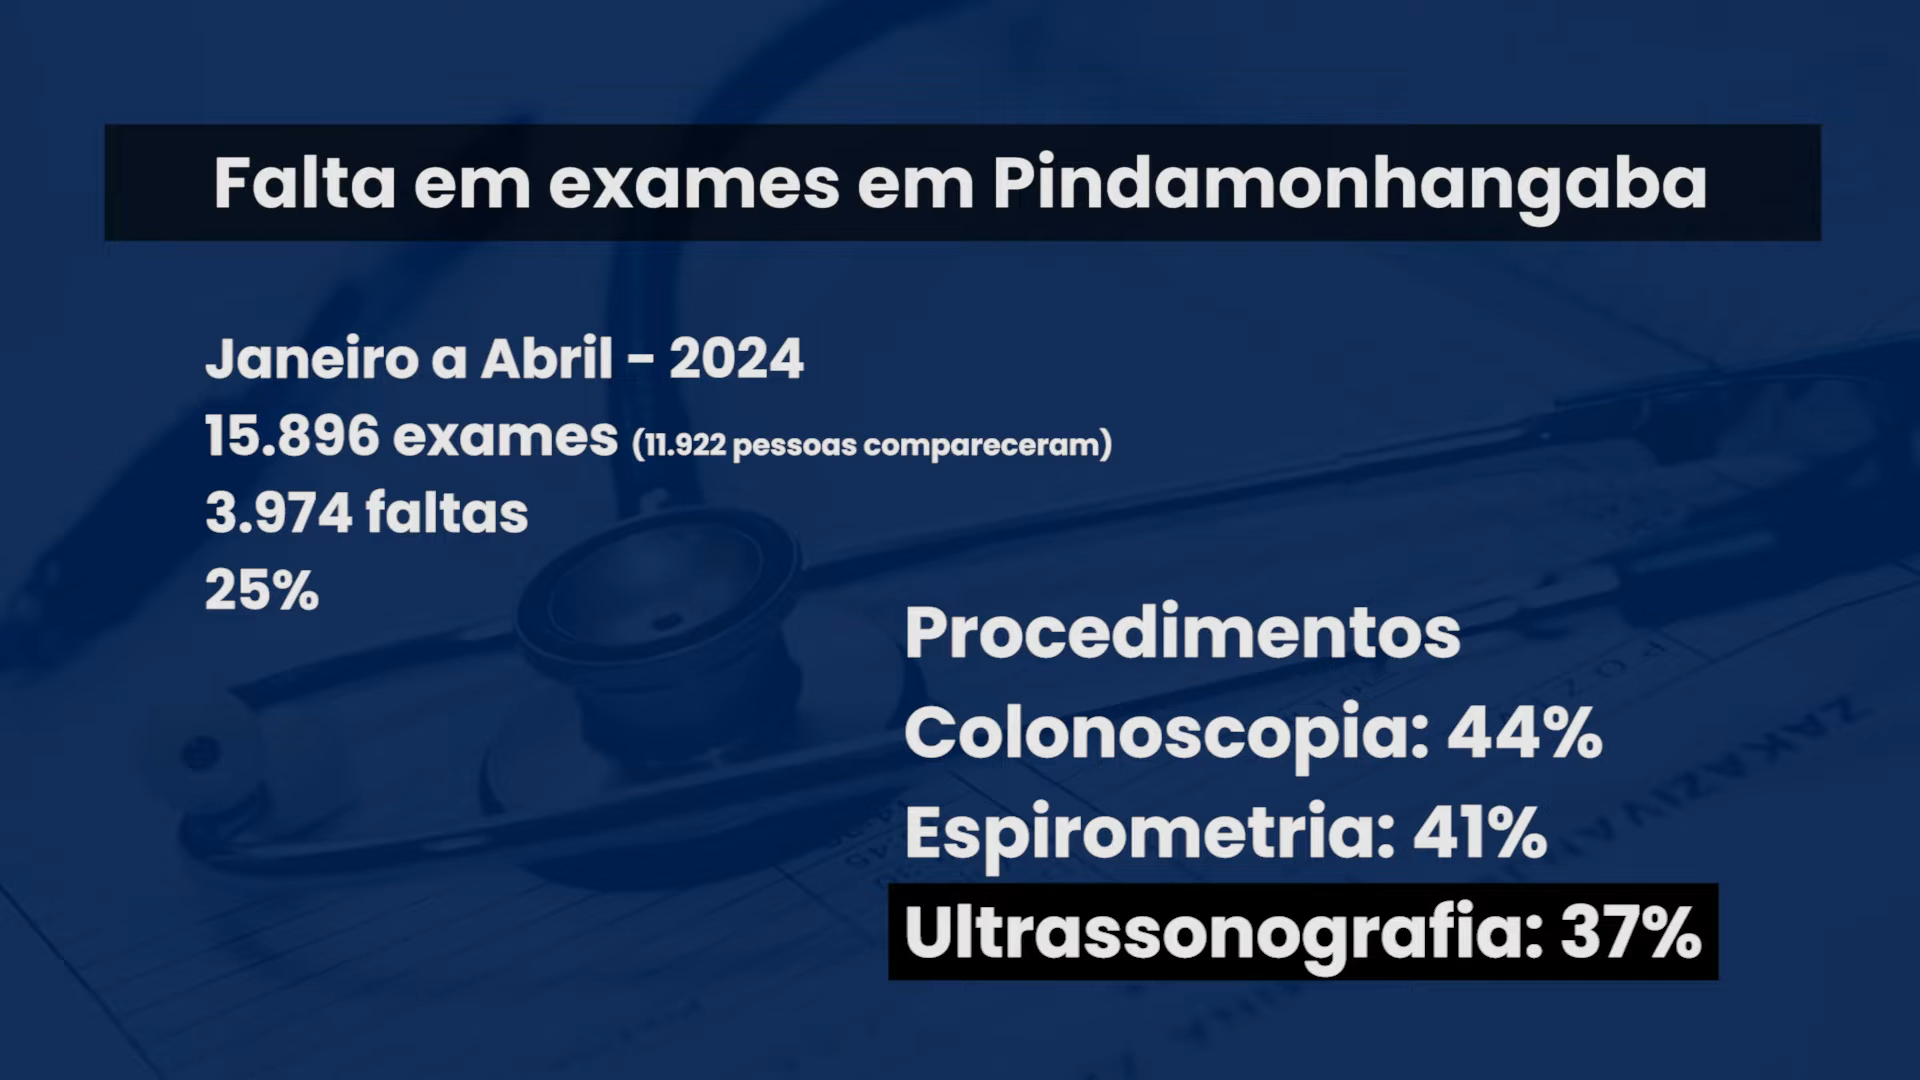 Falta em exames em Pindamonhangaba
Janeiro a Abril - 2024
15.896 exames (11.922 pessoas compareceram)
3.974 faltas
25%
Procedimentos
Colonoscopia: 44%
Espirometria: 41%
Ultrassonografia: 37%